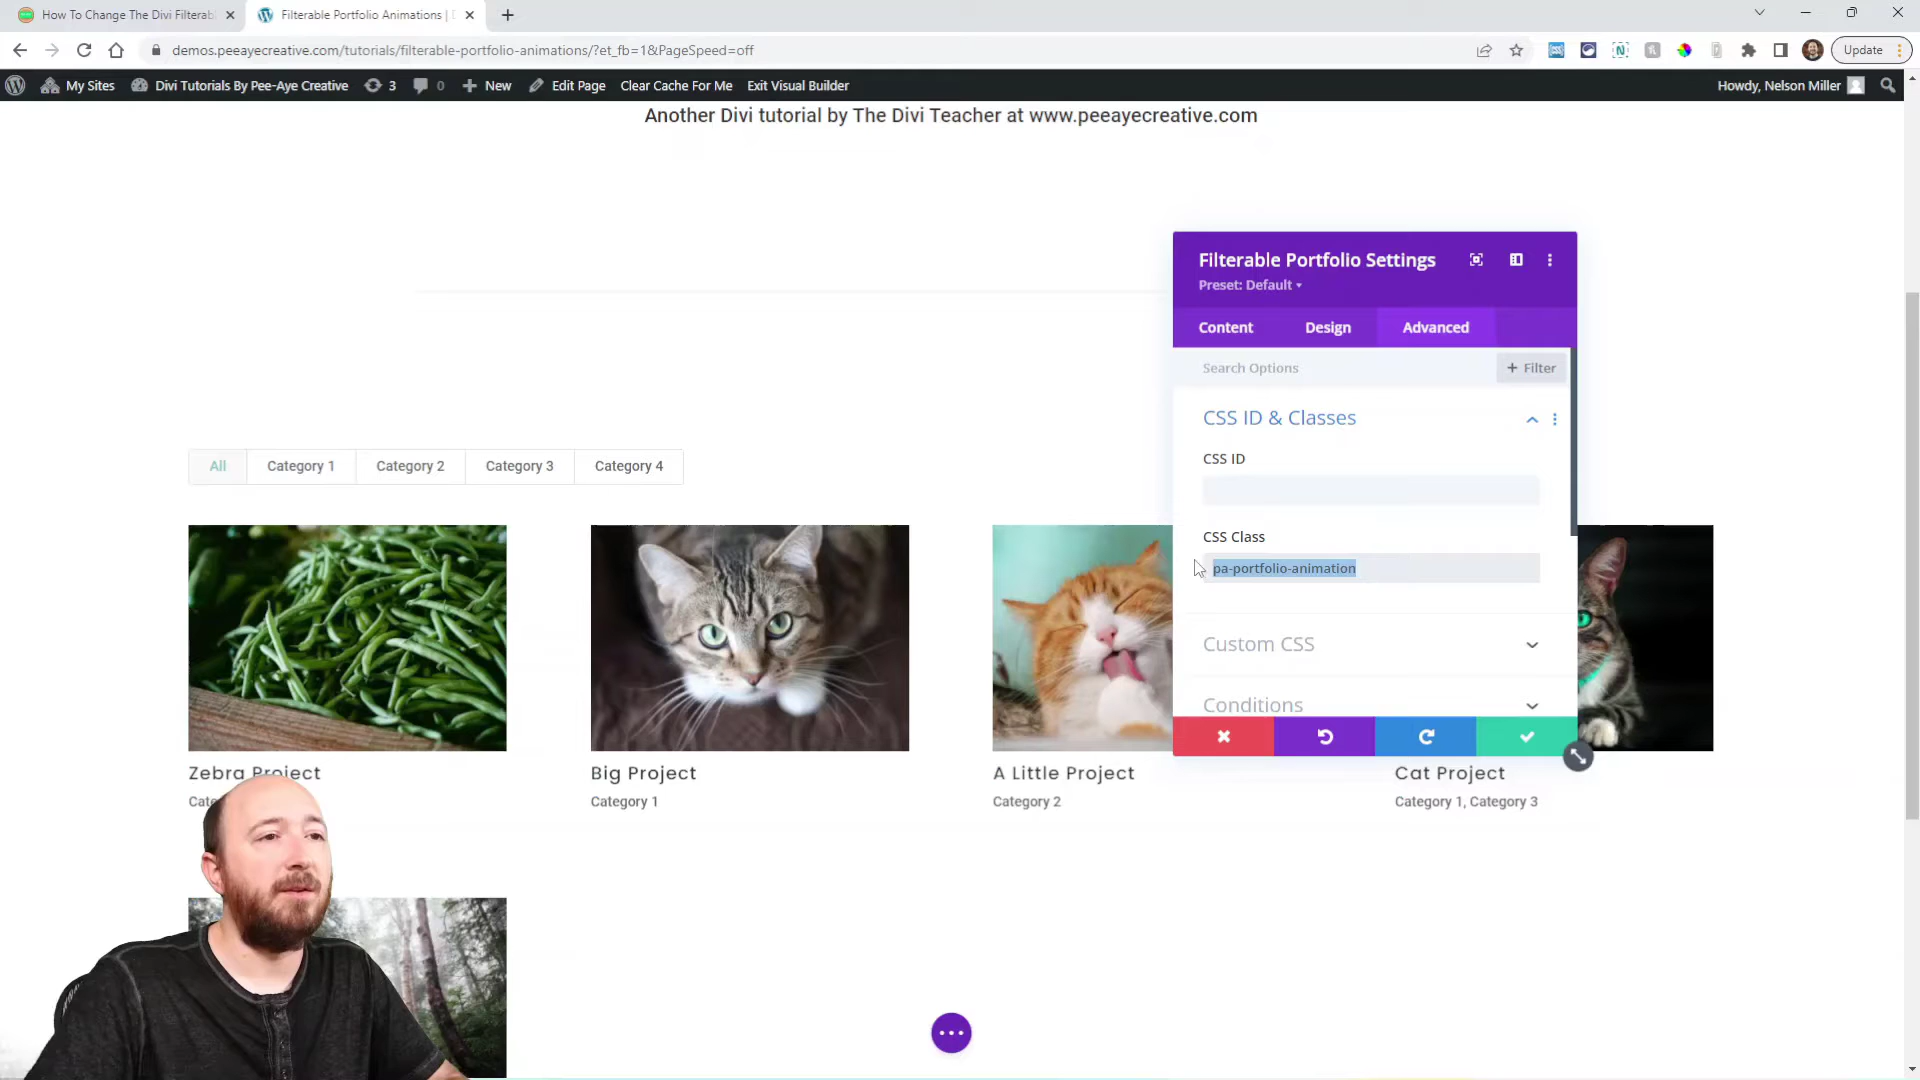 How To Change The Divi Filterab
Filterable Portfolio Animations | D
demos.peeayecreative.com/tutorials/filterable-portfolio-animations/?et_fb=1&PageSpeed=off
Update
My Sites
Divi Tutorials By Pee-Aye Creative
3
0
New
Edit Page
Clear Cache For Me
Exit Visual Builder
Howdy, Nelson Miller
Another Divi tutorial by The Divi Teacher at www.peeayecreative.com
Filterable Portfolio Settings
Preset: Default
Content
Design
Advanced
Search Options
+ Filter
CSS ID & Classes
CSS ID
CSS Class
pa-portfolio-animation
Custom CSS
Conditions
All
Category 1
Category 2
Category 3
Category 4
Zebra Project
Big Project
Category 1
A Little Project
Category 2
Cat Project
Category 1, Category 3